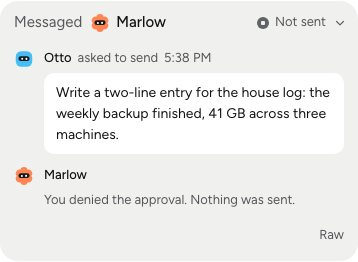 Messaged Marlow Not sent
Otto asked to send 5:38 PM
Write a two-line entry for the house log: the
weekly backup finished, 41 GB across three
machines.
Marlow
You denied the approval. Nothing was sent.
Raw